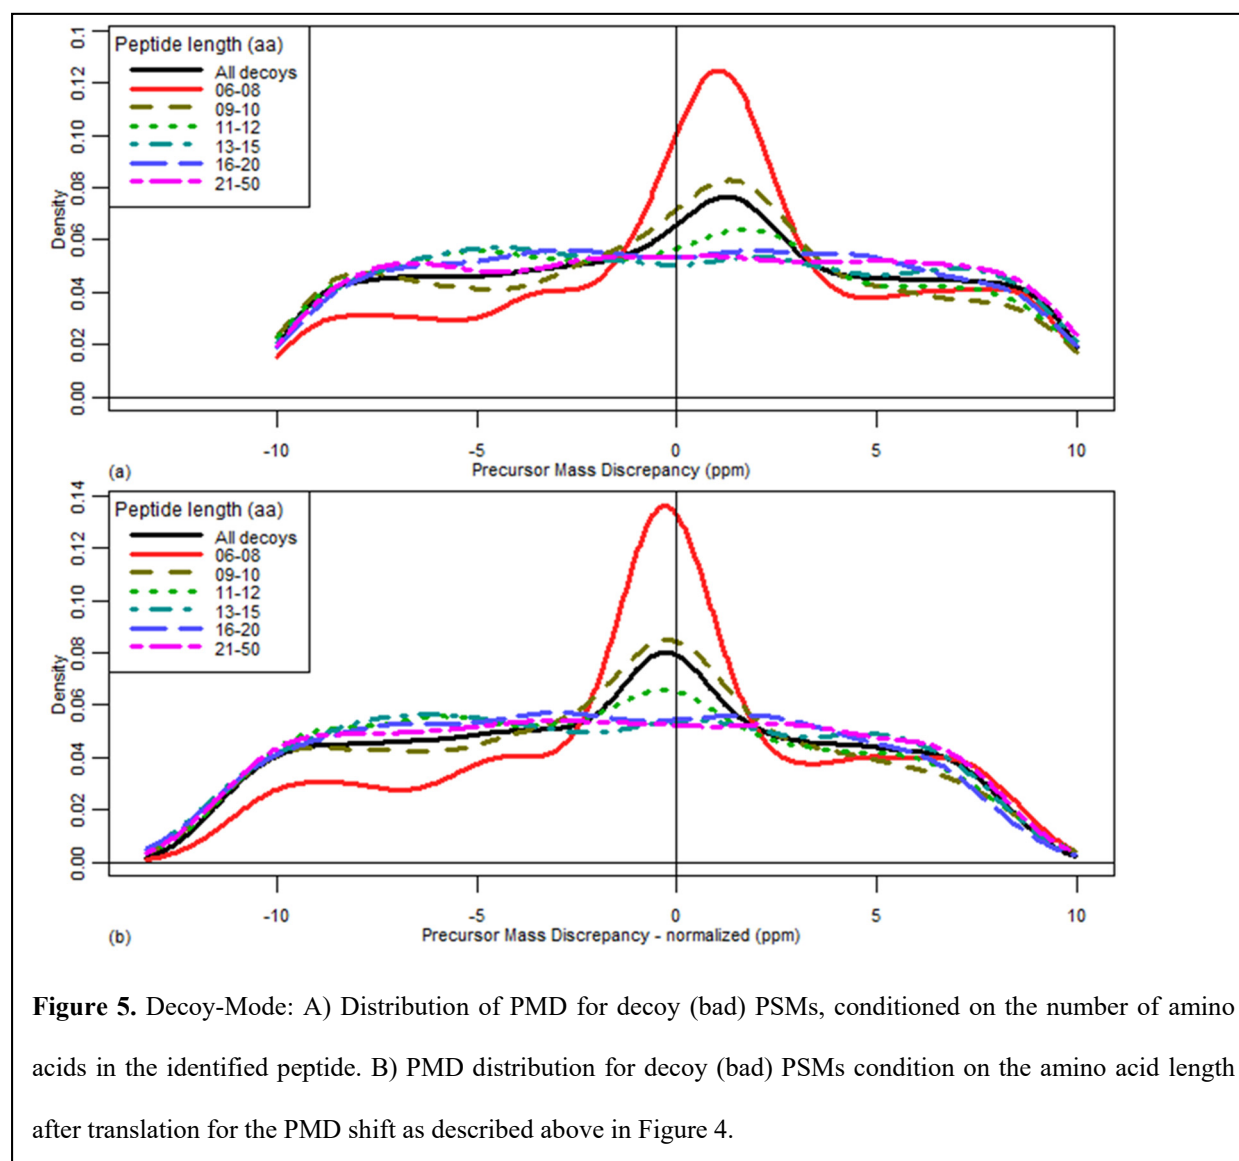 Peptide length (aa)
All decoys
06-08
09-10
11-12
13-15
16-20
21-50
0.1
0.12
0.10
0.08
0.06
0.04
0.02
0.00
Density
-10
-5
0
5
10
(a)
Precursor Mass Discrepancy (ppm)
Peptide length (aa)
All decoys
06-08
09-10
11-12
13-15
16-20
21-50
0.14
0.12
0.10
0.08
0.06
0.04
0.02
0.00
Density
-10
-5
0
5
10
(b)
Precursor Mass Discrepancy - normalized (ppm)
Figure 5. Decoy-Mode: A) Distribution of PMD for decoy (bad) PSMs, conditioned on the number of amino
acids in the identified peptide. B) PMD distribution for decoy (bad) PSMs condition on the amino acid length
after translation for the PMD shift as described above in Figure 4.